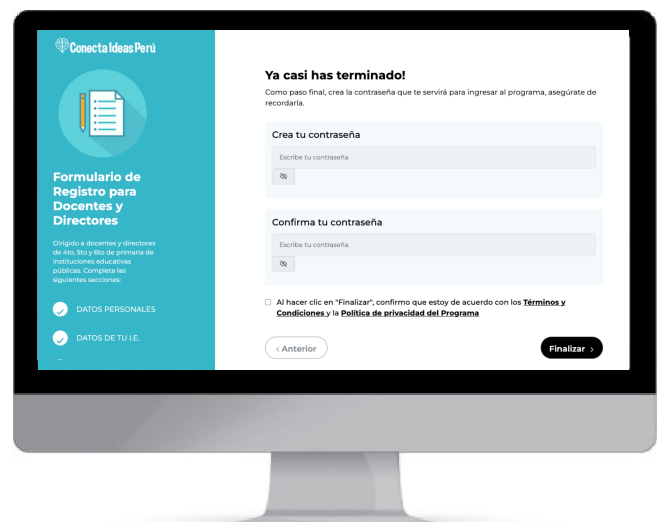 Conecta Ideas Perú
Formulario de
Registro para
Docentes y
Directores
Dirigido a docentes y directores
de 4to, 5to y 6to de primaria de
instituciones educativas
públicas. Completa las
siguientes secciones:
DATOS PERSONALES
DATOS DE TU I.E.
Ya casi has terminado!
Como paso final, crea la contraseña que te servirá para ingresar al programa, asegúrate de
recordarla.
Crea tu contraseña
Escribe tu contraseña
Confirma tu contraseña
Escribe tu contraseña
Al hacer clic en "Finalizar", confirmo que estoy de acuerdo con los Términos y
Condiciones y la Política de privacidad del Programa
‹ Anterior
Finalizar ›